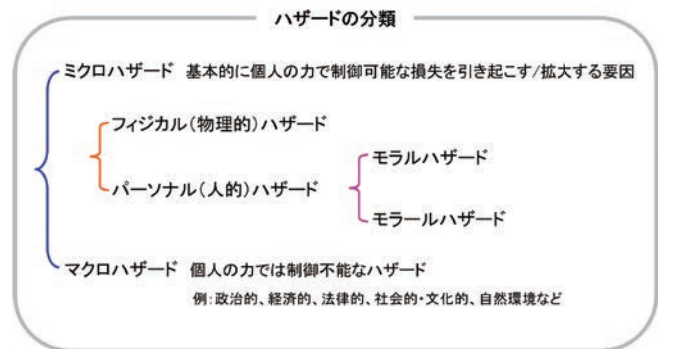 ハザードの分類
ミクロハザード 基本的に個人の力で制御可能な損失を引き起こす/拡大する要因
フィジカル(物理的)ハザード
パーソナル(人的)ハザード
モラルハザード
モラールハザード
マクロハザード 個人の力では制御不能なハザード
例:政治的、経済的、法律的、社会的・文化的、自然環境など